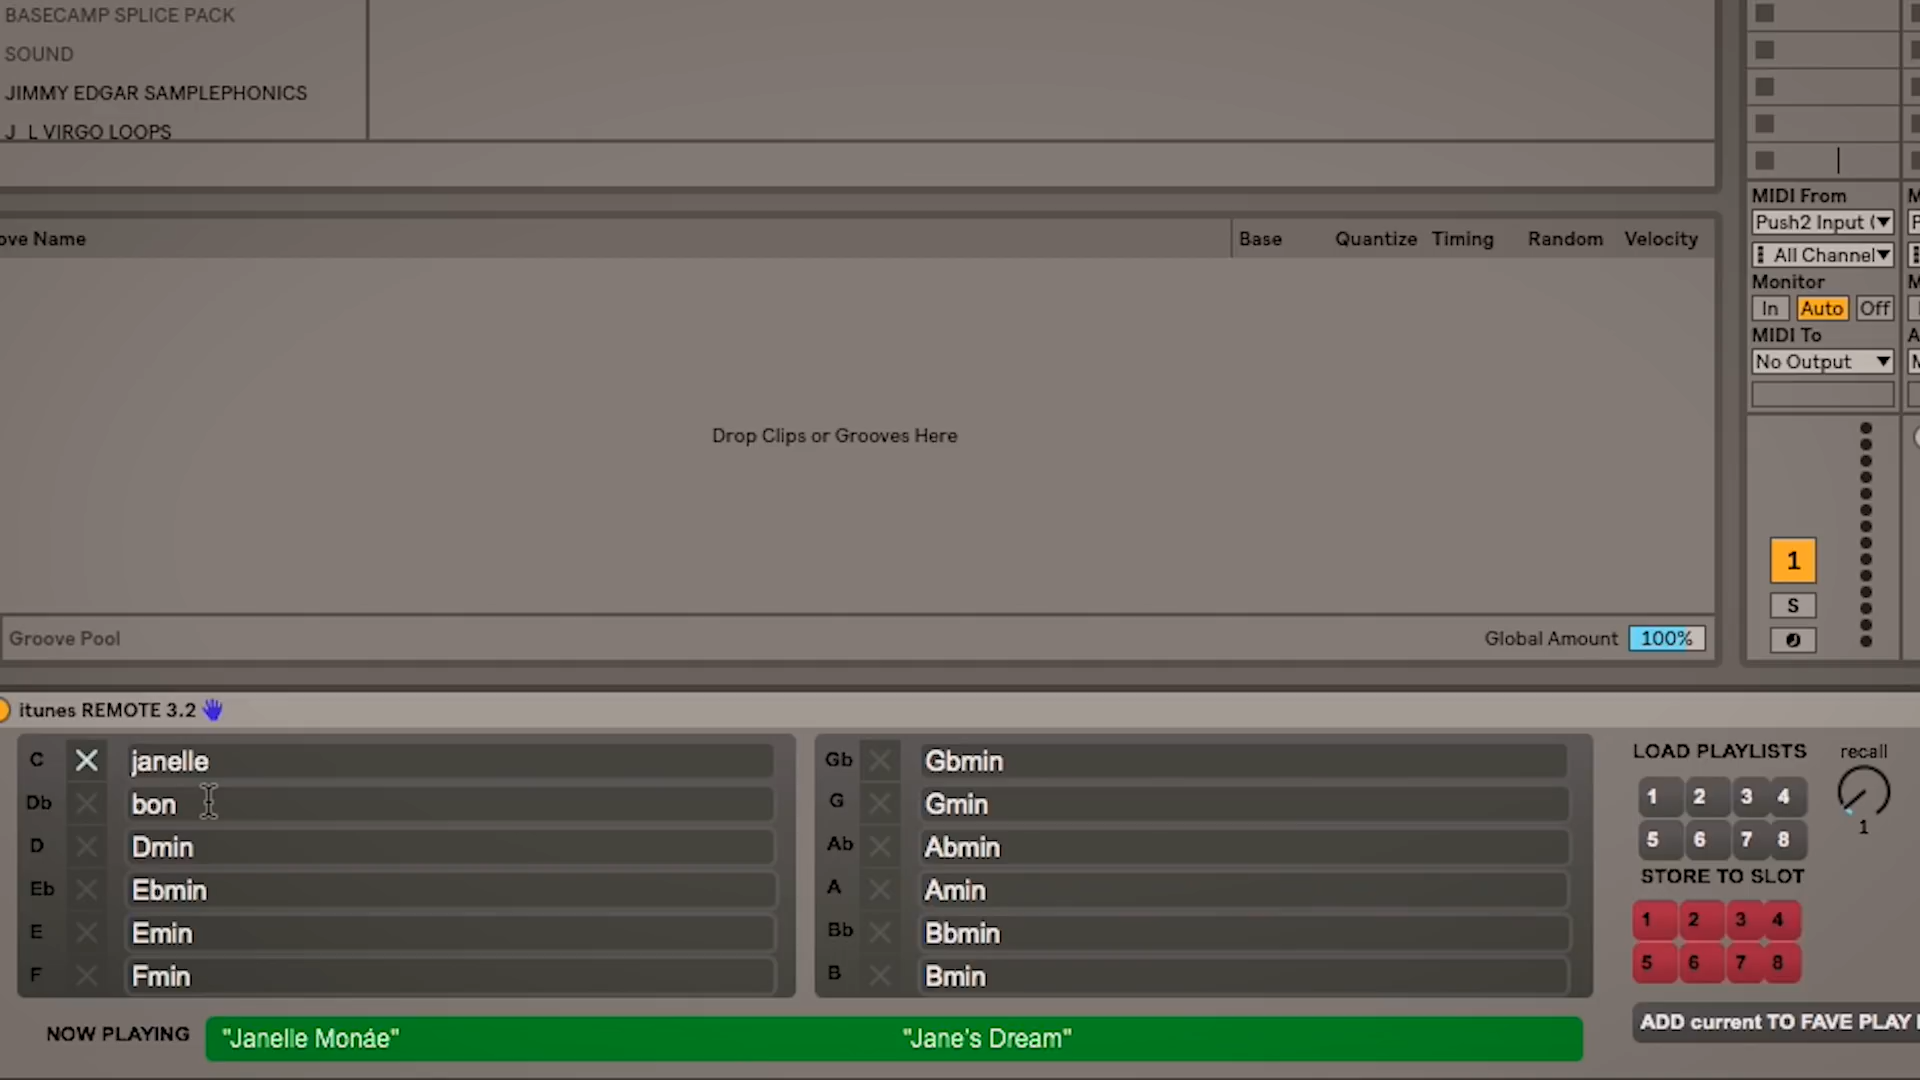 BASECAMP SPLICE PACK
SOUND
JIMMY EDGAR SAMPLEPHONICS
J_L VIRGO LOOPS
ove Name Base Quantize Timing Random Velocity
Drop Clips or Grooves Here
Groove Pool Global Amount 100%
MIDI From
Push2 Input (
All Channel
Monitor
In Auto Off
MIDI To
No Output
1
S
itunes REMOTE 3.2
C janelle
Db bon
D Dmin
Eb Ebmin
E Emin
F Fmin
Gb Gbmin
G Gmin
Ab Abmin
A Amin
Bb Bbmin
B Bmin
LOAD PLAYLISTS
1 2 3 4
5 6 7 8
STORE TO SLOT
1 2 3 4
5 6 7 8
recall
1
NOW PLAYING "Janelle Monáe" "Jane's Dream"
ADD current TO FAVE PLAY